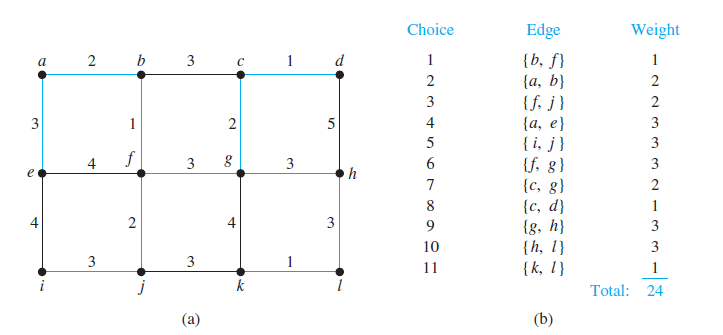 a 2 b 3 c 1 d
3 1 2 5
e 4 f 3 g 3 h
4 2 4 3
3 3 1
i j k l
(a)
Choice Edge Weight
1 {b, f} 1
2 {a, b} 2
3 {f, j} 2
4 {a, e} 3
5 {i, j} 3
6 {f, g} 3
7 {c, g} 2
8 {c, d} 1
9 {g, h} 3
10 {h, l} 3
11 {k, l} 1
Total: 24
(b)